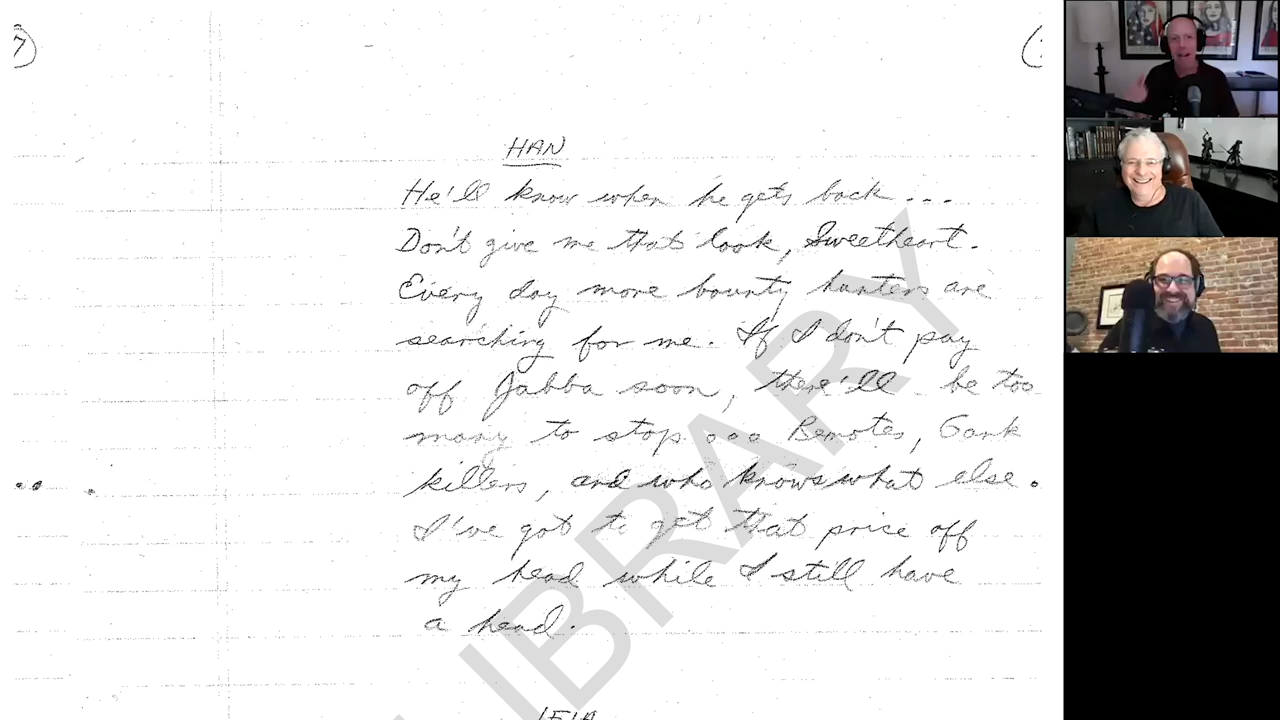 7
HAN
He'll know when he gets back ...
Don't give me that look, Sweetheart.
Every day more bounty hunters are
searching for me. If I don't pay
off Jabba soon, there'll be too
many to stop ... Remotes, Gank
killers, and who knows what else.
I've got to get that price off
my head while I still have
a head.
LEIA
LIBRARY